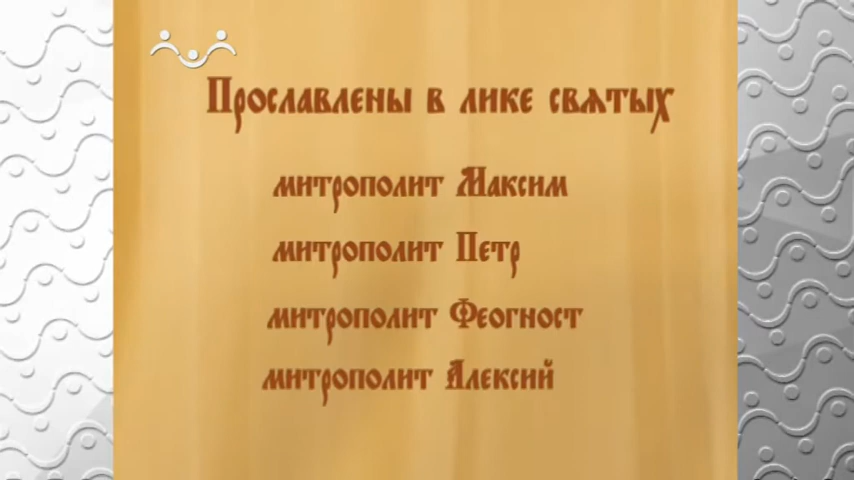 Прославлены в лике святых
митрополит Максим
митрополит Петр
митрополит Феогност
митрополит Алексий